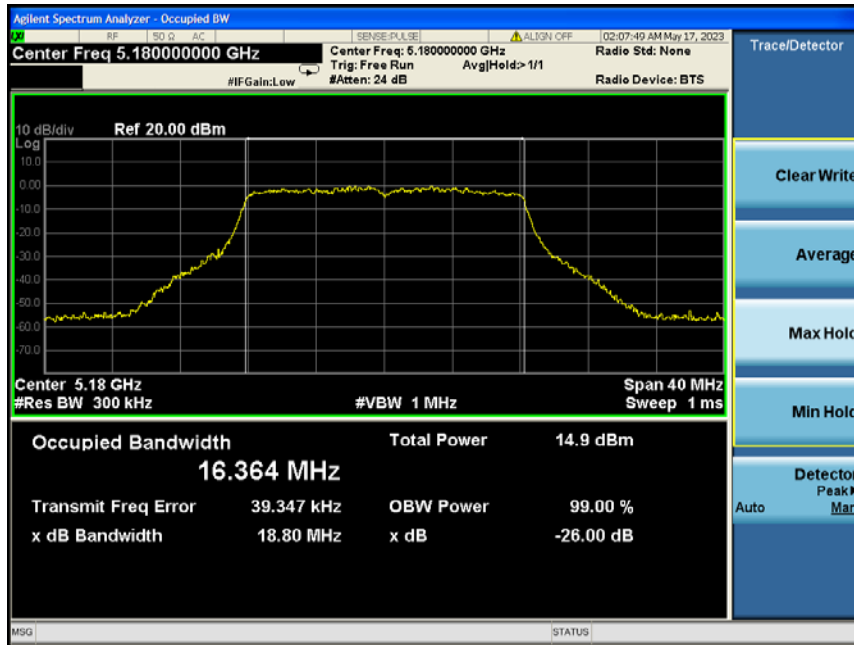 Agilent Spectrum Analyzer - Occupied BW
RF 50 Ω AC SENSE:PULSE ALIGN OFF 02:07:49 AM May 17, 2023
Center Freq 5.180000000 GHz
Center Freq: 5.180000000 GHz Radio Std: None
Trig: Free Run Avg|Hold:> 1/1
#IFGain:Low #Atten: 24 dB Radio Device: BTS
10 dB/div Ref 20.00 dBm
Log
10.0
0.00
-10.0
-20.0
-30.0
-40.0
-50.0
-60.0
-70.0
Center 5.18 GHz Span 40 MHz
#Res BW 300 kHz #VBW 1 MHz Sweep 1 ms
Occupied Bandwidth Total Power 14.9 dBm
16.364 MHz
Transmit Freq Error 39.347 kHz OBW Power 99.00 %
x dB Bandwidth 18.80 MHz x dB -26.00 dB
MSG STATUS
Trace/Detector
Clear Write
Average
Max Hold
Min Hold
Detector
Peak
Auto Man